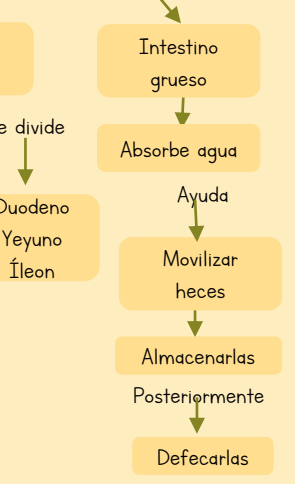 Intestino
grueso
Absorbe agua
Ayuda
Movilizar
heces
Almacenarlas
Posteriormente
Defecarlas
e divide
Duodeno
Yeyuno
Íleon